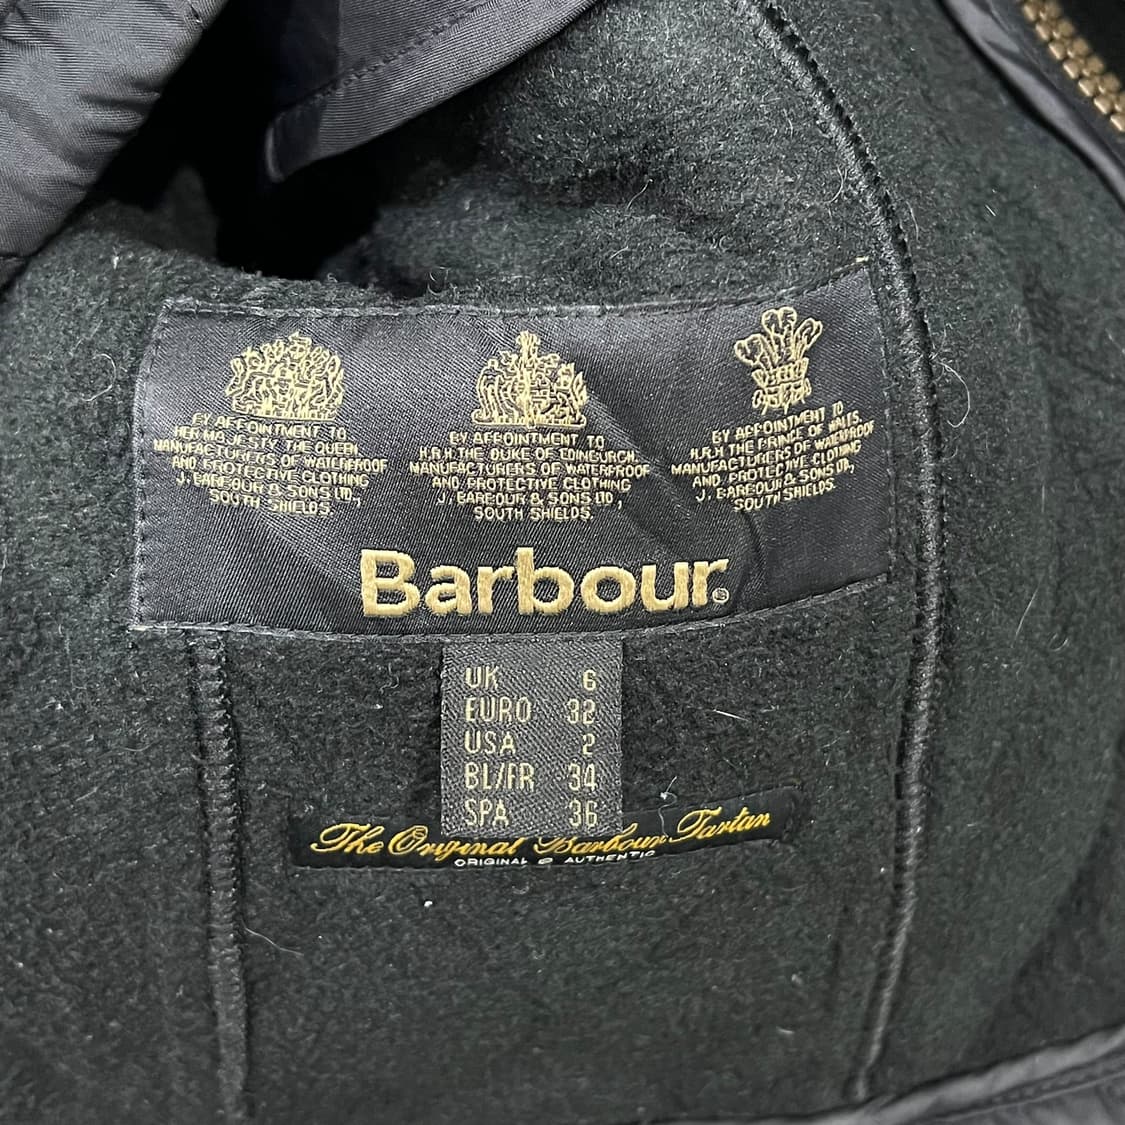 BY APPOINTMENT TO
HER MAJESTY THE QUEEN
MANUFACTURERS OF WATERPROOF
AND PROTECTIVE CLOTHING
J. BARBOUR & SONS LTD.,
SOUTH SHIELDS.
BY APPOINTMENT TO
H.R.H. THE DUKE OF EDINBURGH.
MANUFACTURERS OF WATERPROOF
AND PROTECTIVE CLOTHING
J. BARBOUR & SONS LTD.,
SOUTH SHIELDS.
BY APPOINTMENT TO
H.R.H. THE PRINCE OF WALES.
MANUFACTURERS OF WATERPROOF
AND PROTECTIVE CLOTHING
J. BARBOUR & SONS LTD.,
SOUTH SHIELDS.
Barbour®
UK 6
EURO 32
USA 2
BL/FR 34
SPA 36
The Original Barbour Tartan
ORIGINAL & AUTHENTIC